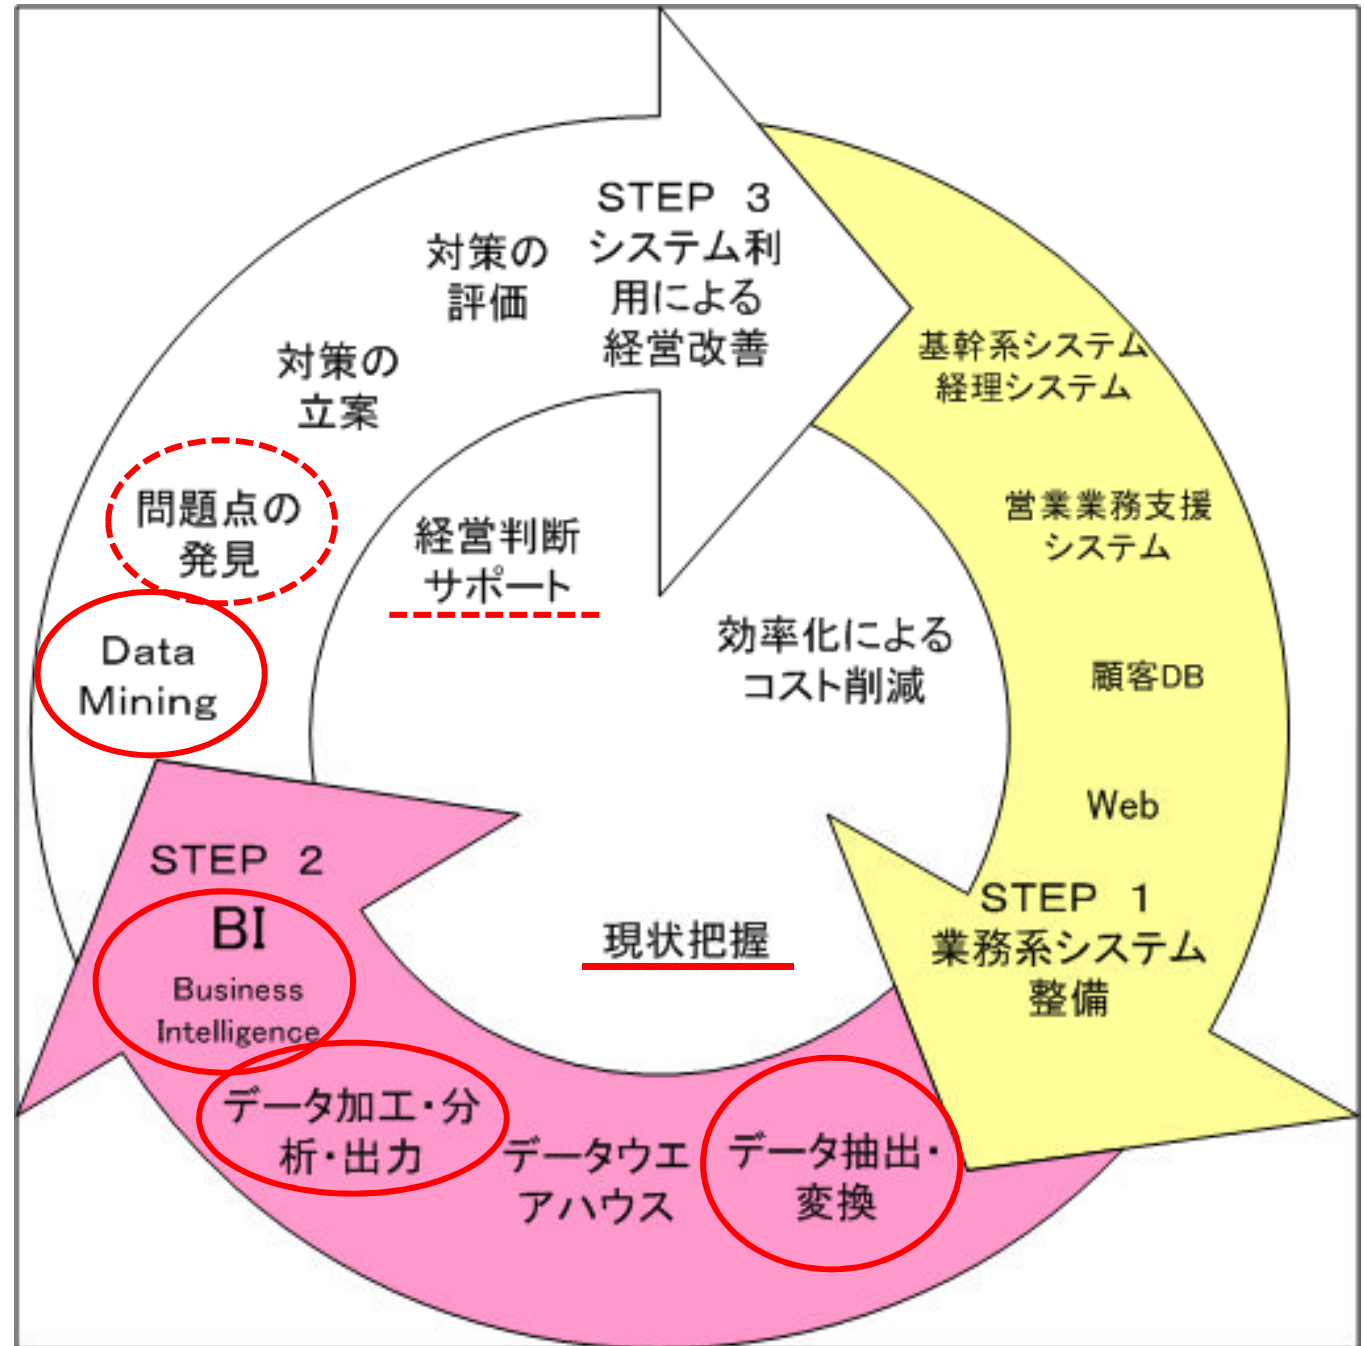 STEP 3
システム利
用による
経営改善
対策の
評価
対策の
立案
問題点の
発見
Data
Mining
経営判断
サポート
効率化による
コスト削減
現状把握
基幹系システム
経理システム
営業業務支援
システム
顧客DB
Web
STEP 1
業務系システム
整備
データ抽出・
変換
データウエ
アハウス
データ加工・分
析・出力
STEP 2
BI
Business
Intelligence